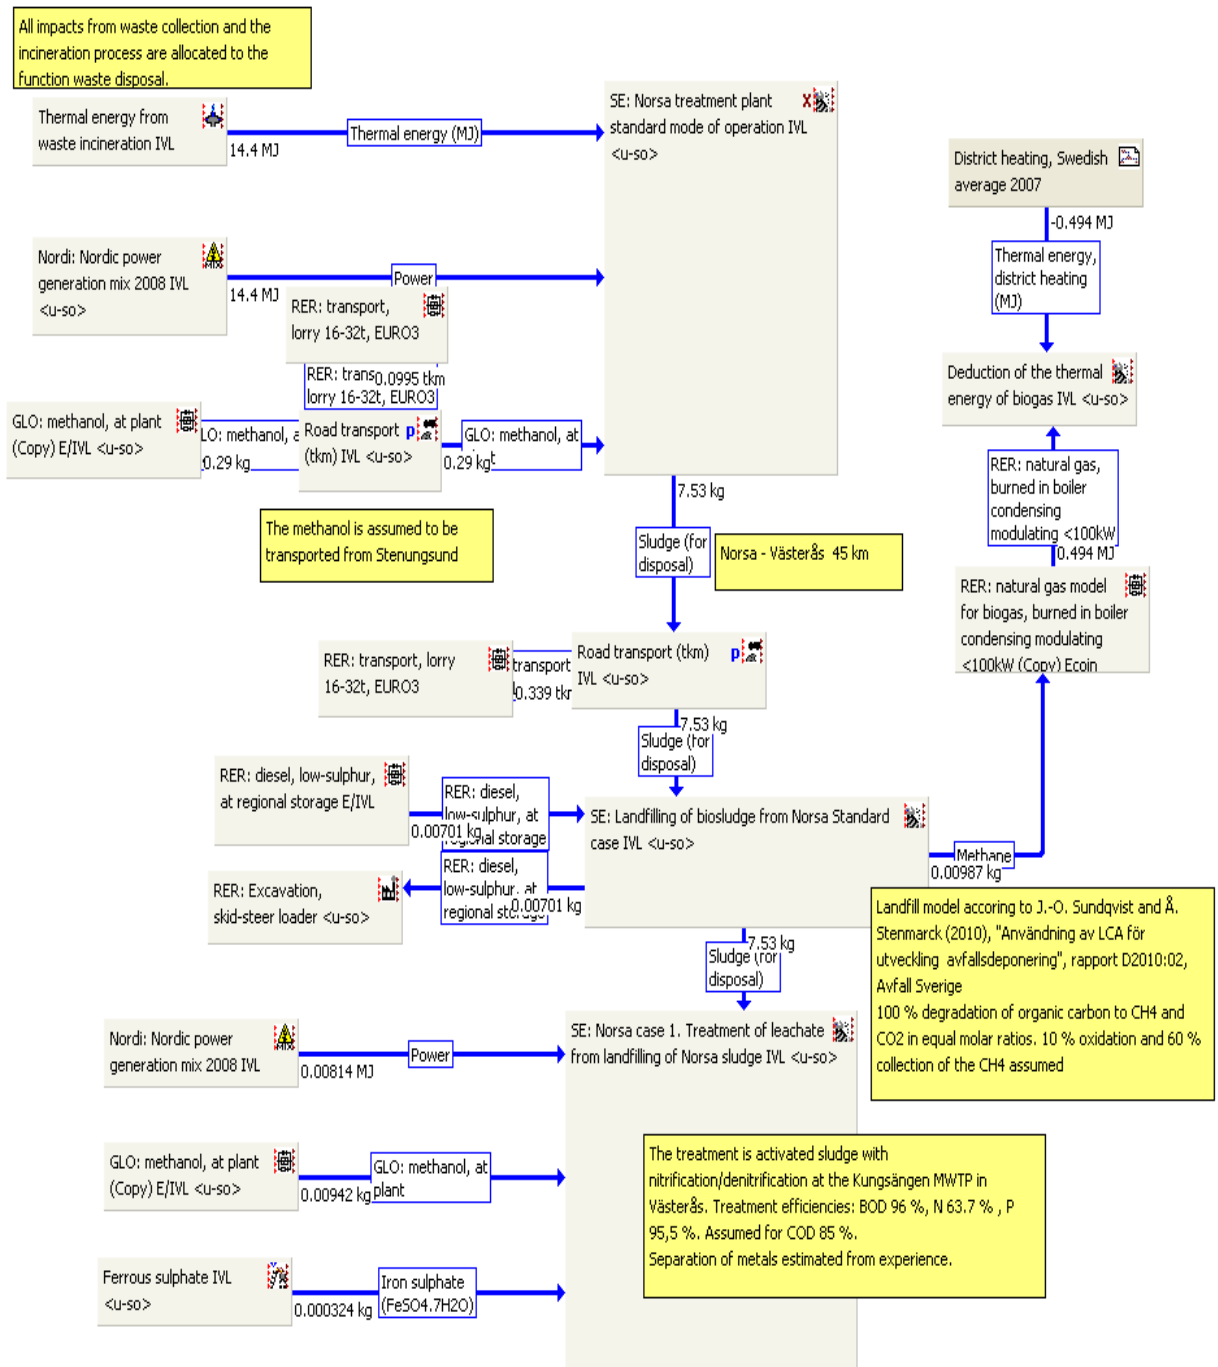 All impacts from waste collection and the
incineration process are allocated to the
function waste disposal.
Thermal energy from
waste incineration IVL
14.4 MJ
Thermal energy (MJ)
SE: Norsa treatment plant
standard mode of operation IVL
<u-so>
District heating, Swedish
average 2007
-0.494 MJ
Thermal energy,
district heating
(MJ)
Nordi: Nordic power
generation mix 2008 IVL
<u-so>
MIX
14.4 MJ
Power
RER: transport,
lorry 16-32t, EURO3
RER: trans
0.0995 tkm
lorry 16-32t, EURO3
Deduction of the thermal
energy of biogas IVL <u-so>
GLO: methanol, at plant
(Copy) E/IVL <u-so>
LO: methanol, a
0.29 kg
Road transport
(tkm) IVL <u-so>
p
GLO: methanol, at
0.29 kg
RER: natural gas,
burned in boiler
condensing
modulating <100kW
0.494 MJ
7.53 kg
The methanol is assumed to be
transported from Stenungsund
Sludge (for
disposal)
Norsa - Västerås 45 km
RER: natural gas model
for biogas, burned in boiler
condensing modulating
<100kW (Copy) Ecoin
RER: transport, lorry
16-32t, EURO3
transport
0.339 tkm
Road transport (tkm)
IVL <u-so>
p
7.53 kg
Sludge (for
disposal)
RER: diesel, low-sulphur,
at regional storage E/IVL
0.00701 kg
RER: diesel,
low-sulphur, at
regional storage
SE: Landfilling of biosludge from Norsa Standard
case IVL <u-so>
Methane
0.00987 kg
RER: Excavation,
skid-steer loader <u-so>
RER: diesel,
low-sulphur, at
regional storage
0.00701 kg
Landfill model accoring to J.-O. Sundqvist and Å.
Stenmarck (2010), "Användning av LCA för
utveckling avfallsdeponering", rapport D2010:02,
Avfall Sverige
100 % degradation of organic carbon to CH4 and
CO2 in equal molar ratios. 10 % oxidation and 60 %
collection of the CH4 assumed
7.53 kg
Sludge (for
disposal)
Nordi: Nordic power
generation mix 2008 IVL
MIX
0.00814 MJ
Power
SE: Norsa case 1. Treatment of leachate
from landfilling of Norsa sludge IVL <u-so>
GLO: methanol, at plant
(Copy) E/IVL <u-so>
0.00942 kg
GLO: methanol, at
plant
The treatment is activated sludge with
nitrification/denitrification at the Kungsängen MWTP in
Västerås. Treatment efficiencies: BOD 96 %, N 63.7 % , P
95,5 %. Assumed for COD 85 %.
Separation of metals estimated from experience.
Ferrous sulphate IVL
<u-so>
0.000324 kg
Iron sulphate
(FeSO4.7H2O)